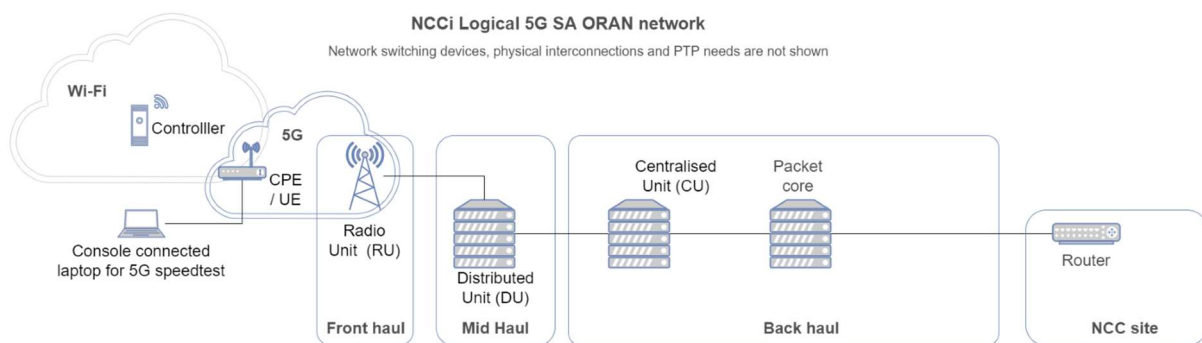 NCCi Logical 5G SA ORAN network
Network switching devices, physical interconnections and PTP needs are not shown
Wi-Fi
Controlller
5G
CPE
/ UE
Console connected
laptop for 5G speedtest
Radio
Unit (RU)
Front haul
Distributed
Unit (DU)
Mid Haul
Centralised
Unit (CU)
Packet
core
Back haul
Router
NCC site